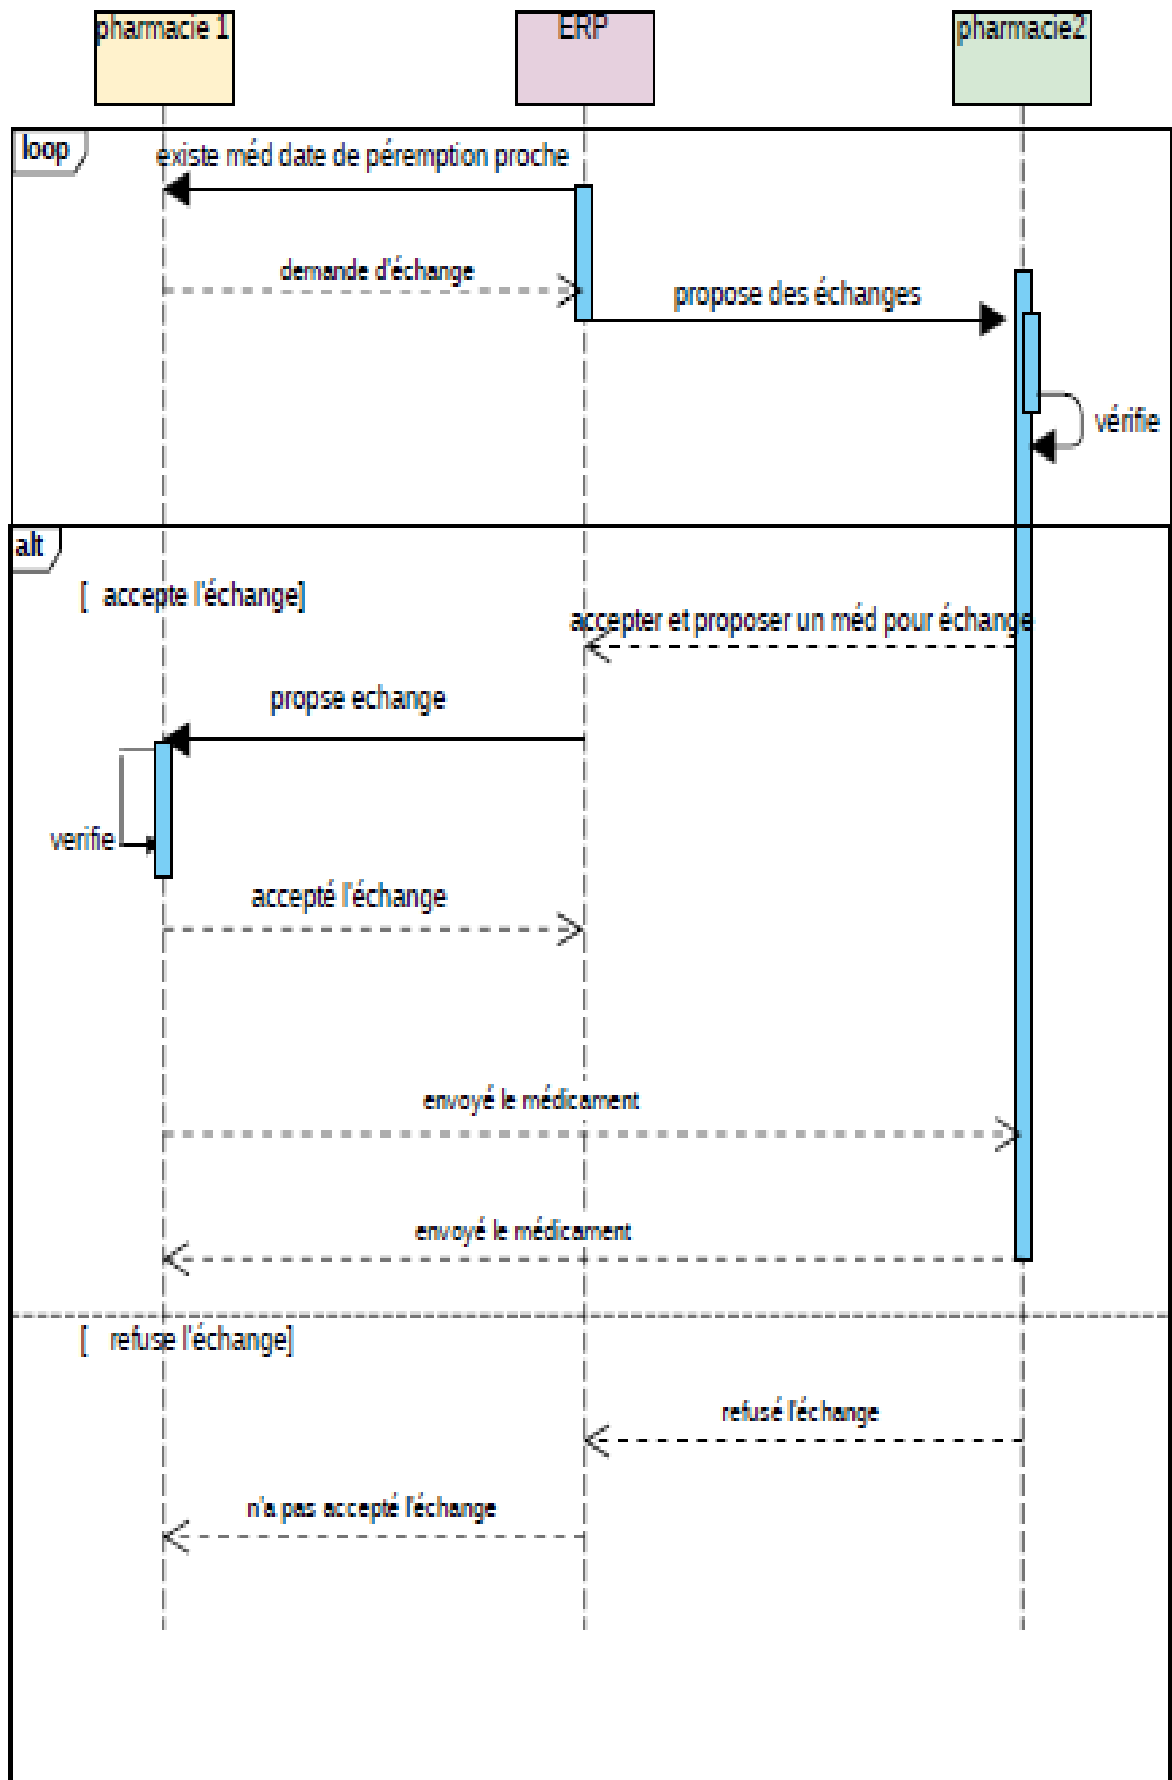 pharmacie 1
ERP
pharmacie2
loop
existe méd date de péremption proche
demande d'échange
propose des échanges
vérifie
alt
[ accepte l'échange]
accepter et proposer un méd pour échange
propse echange
verifie
accepté l'échange
envoyé le médicament
envoyé le médicament
[ refuse l'échange]
refusé l'échange
n'a pas accepté l'échange